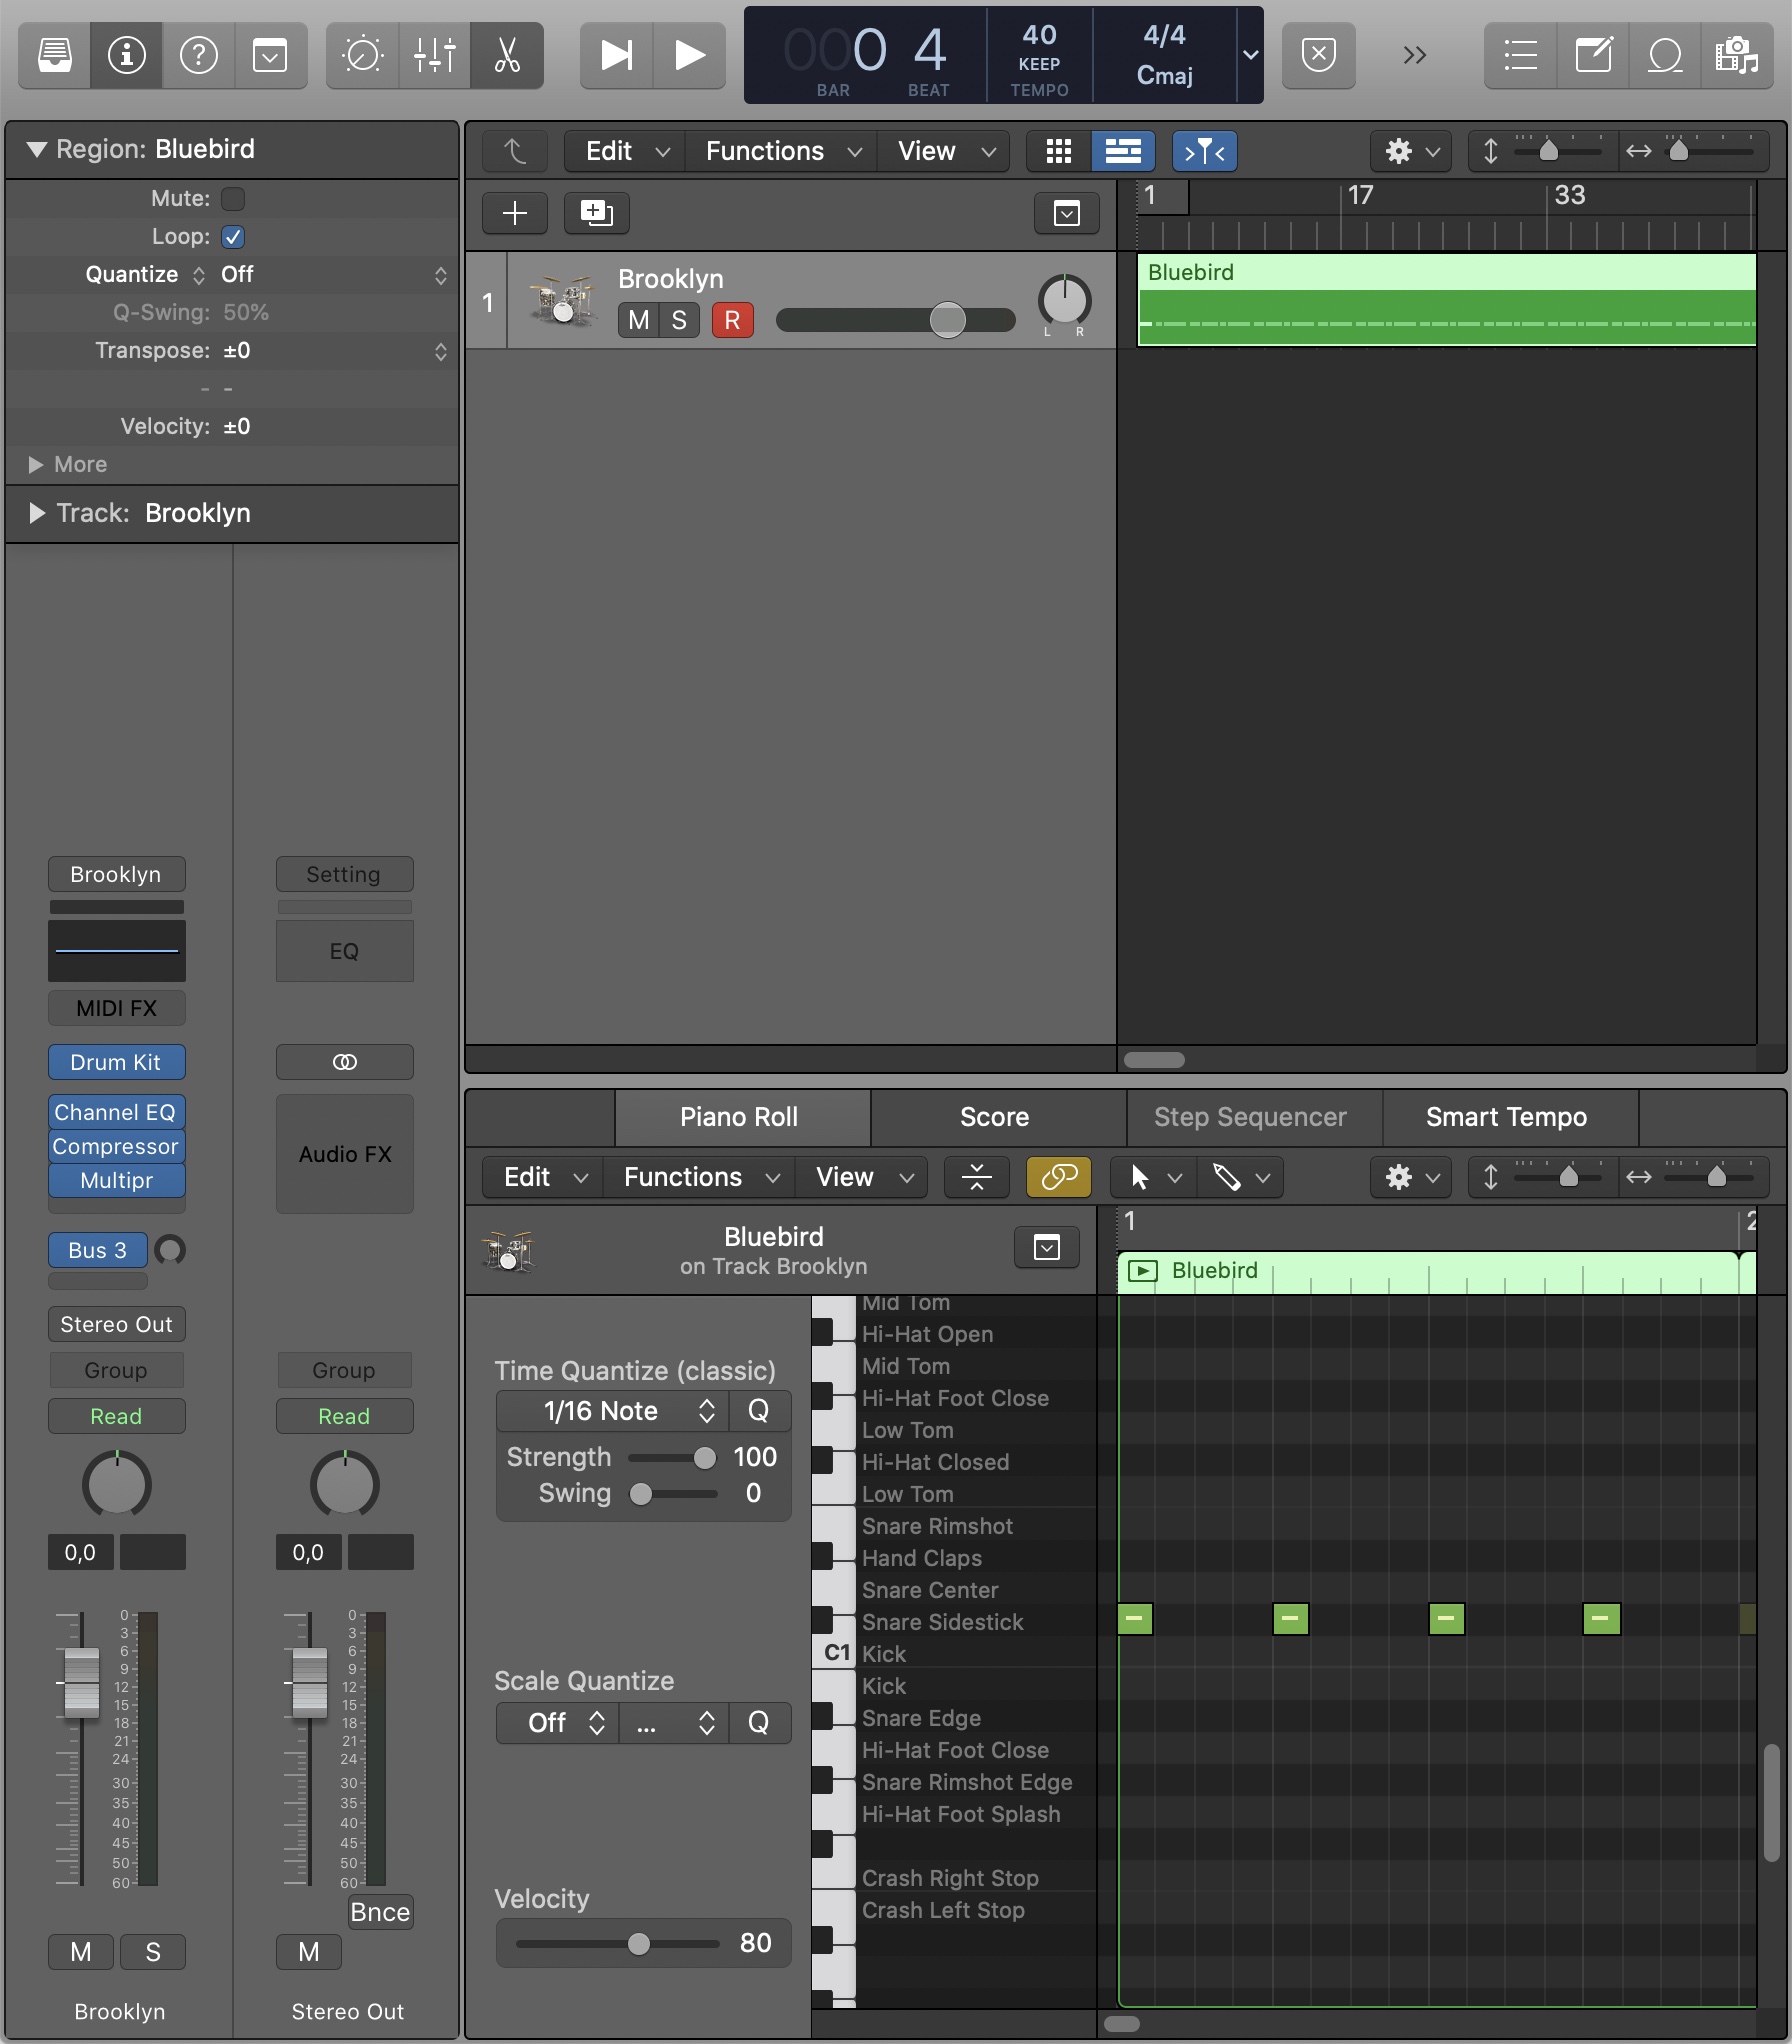 000 4
BAR BEAT
40
KEEP
TEMPO
4/4
Cmaj
Region: Bluebird
Mute:
Loop:
Quantize Off
Q-Swing: 50%
Transpose: ±0
- -
Velocity: ±0
More
Track: Brooklyn
Brooklyn
MIDI FX
Drum Kit
Channel EQ
Compressor
Multipr
Bus 3
Stereo Out
Group
Read
0,0
0
3
6
9
12
15
18
21
24
30
35
40
45
50
60
M S
Brooklyn
Setting
EQ
Audio FX
Group
Read
0,0
0
3
6
9
12
15
18
21
24
30
35
40
45
50
60
Bnce
M
Stereo Out
Edit Functions View
1 17 33
1
Brooklyn
M S R
L R
Bluebird
Piano Roll Score Step Sequencer Smart Tempo
Edit Functions View
Bluebird
on Track Brooklyn
1 2
Bluebird
Time Quantize (classic)
1/16 Note Q
Strength 100
Swing 0
Scale Quantize
Off ... Q
Velocity
80
C1
Mid Tom
Hi-Hat Open
Mid Tom
Hi-Hat Foot Close
Low Tom
Hi-Hat Closed
Low Tom
Snare Rimshot
Hand Claps
Snare Center
Snare Sidestick
Kick
Kick
Snare Edge
Hi-Hat Foot Close
Snare Rimshot Edge
Hi-Hat Foot Splash
Crash Right Stop
Crash Left Stop